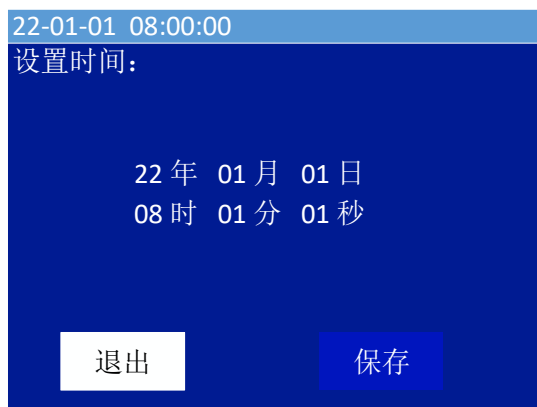 22-01-01 08:00:00
设置时间：
22 年 01 月 01 日
08 时 01 分 01 秒
退出 保存